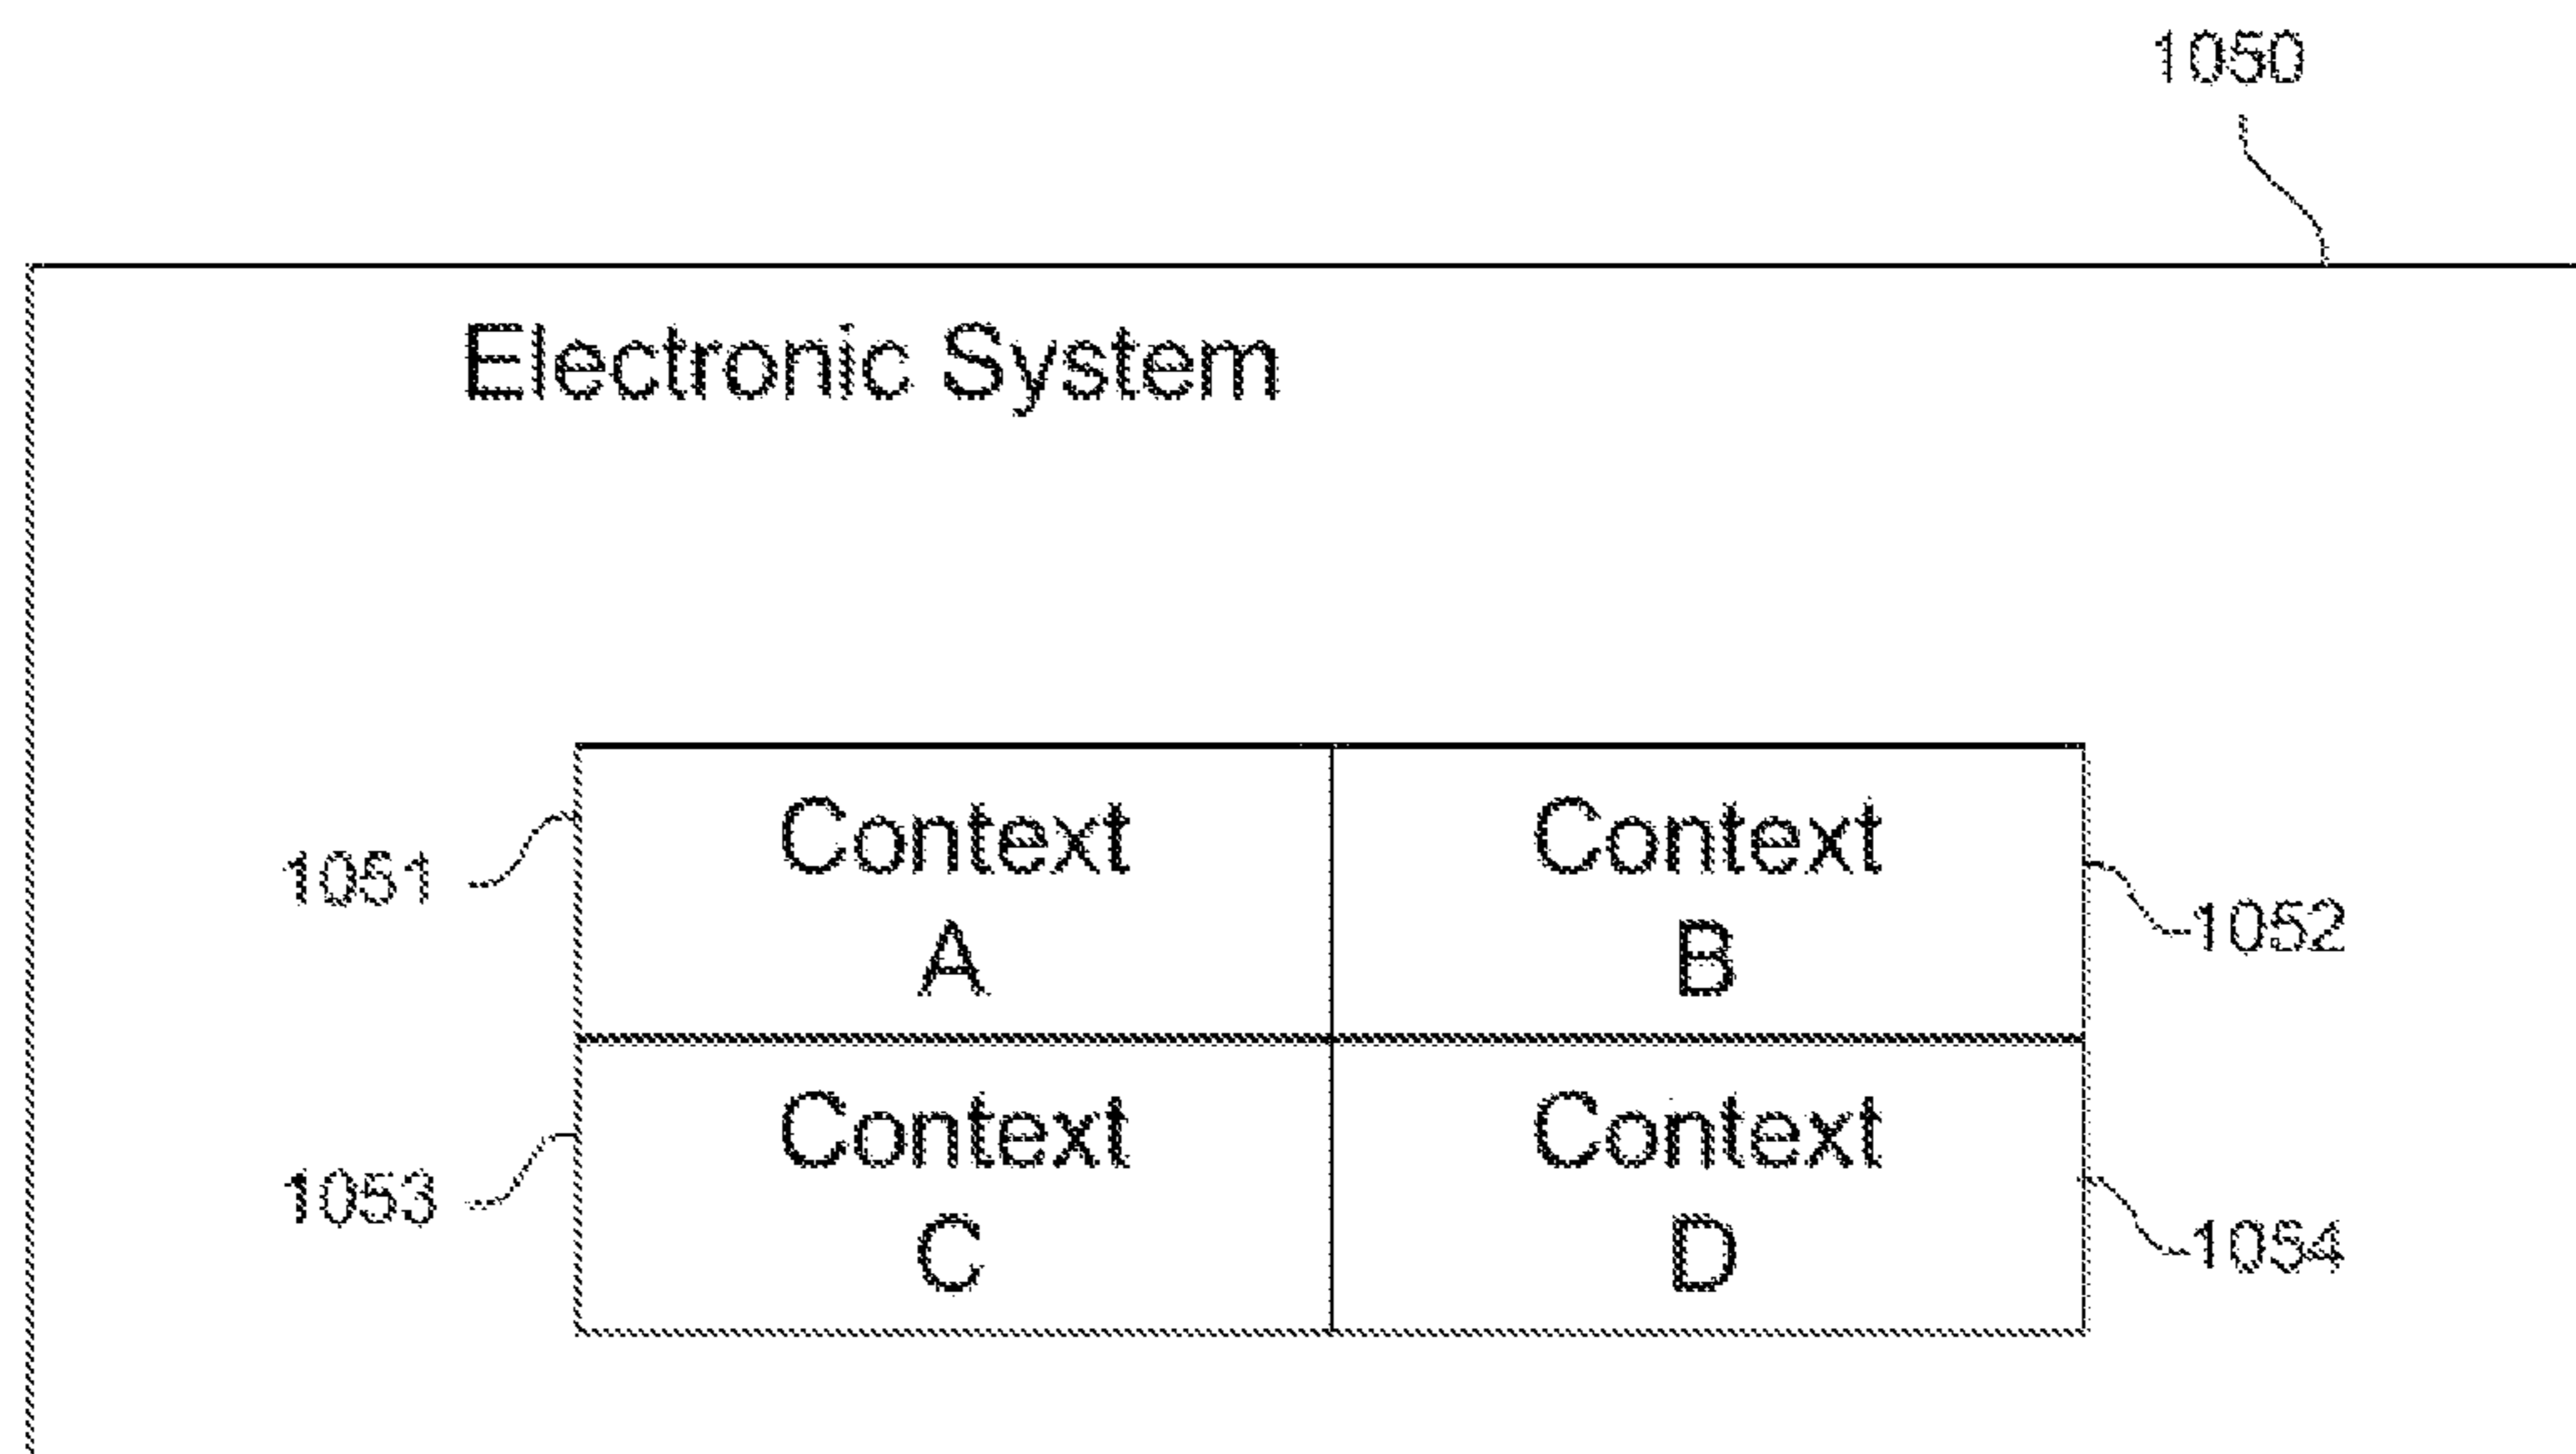 1050
Electronic System
Context
A
Context
B
1051
1052
Context
C
Context
D
1053
1054